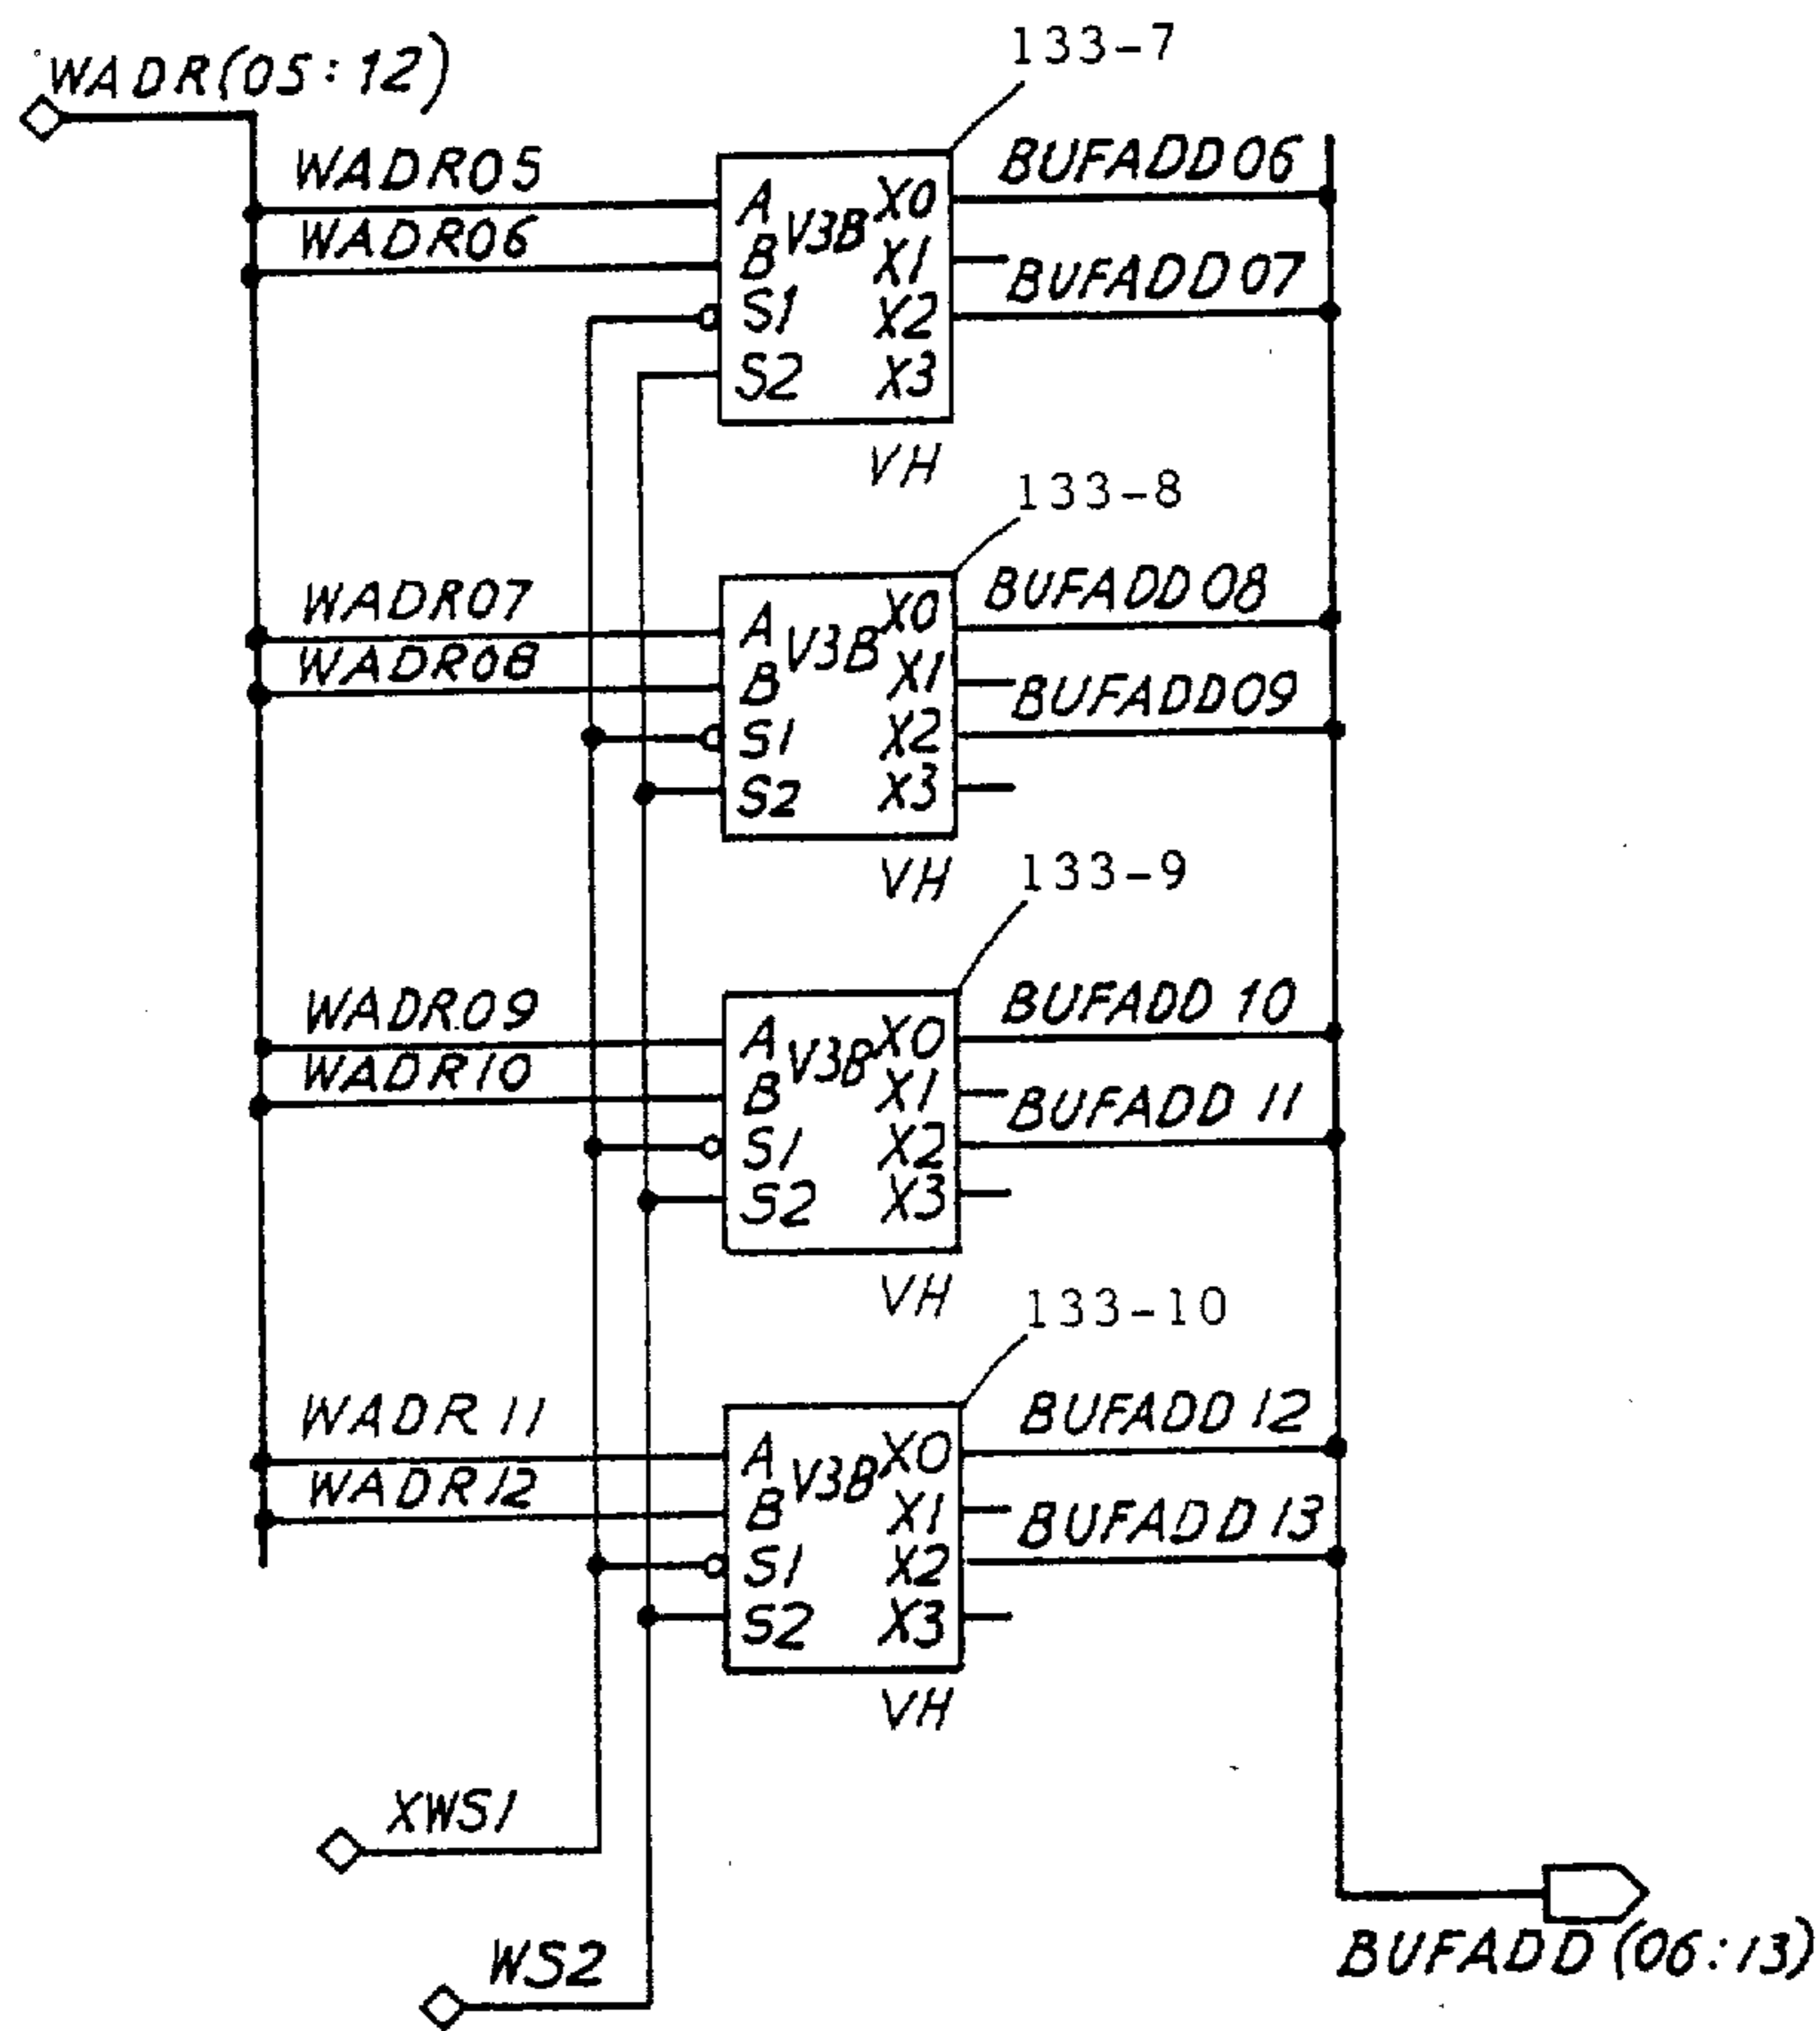 WADR(05:12)
133-7
WADR05
WADR06
A
B
S1
S2
V3B
X0
X1
X2
X3
VH
BUFADD06
BUFADD07
133-8
WADR07
WADR08
A
B
S1
S2
V3B
X0
X1
X2
X3
VH
BUFADD08
BUFADD09
133-9
WADR09
WADR10
A
B
S1
S2
V3B
X0
X1
X2
X3
VH
BUFADD 10
BUFADD 11
133-10
WADR 11
WADR12
A
B
S1
S2
V3B
X0
X1
X2
X3
VH
BUFADD 12
BUFADD 13
XWS1
WS2
BUFADD (06:13)